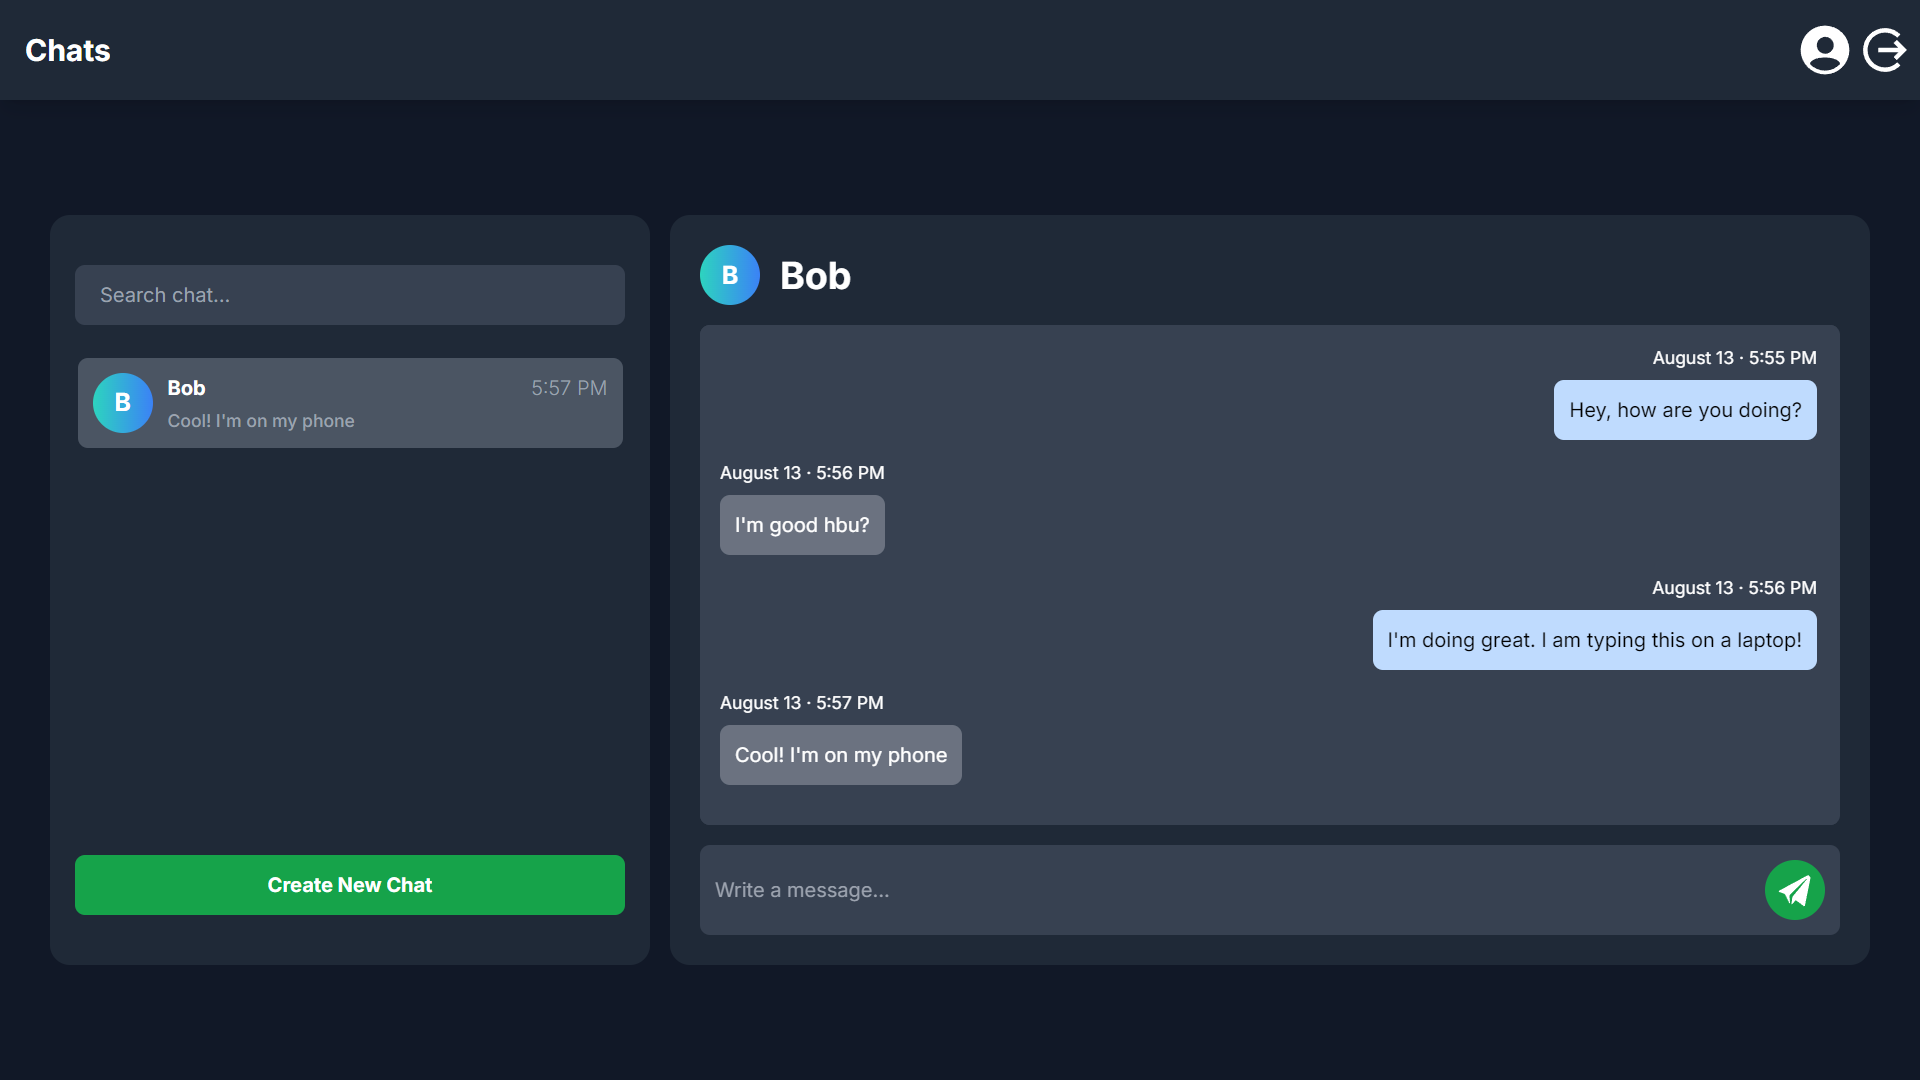 Chats
Search chat...
B
Bob
5:57 PM
Cool! I'm on my phone
Create New Chat
B
Bob
August 13 · 5:55 PM
Hey, how are you doing?
August 13 · 5:56 PM
I'm good hbu?
August 13 · 5:56 PM
I'm doing great. I am typing this on a laptop!
August 13 · 5:57 PM
Cool! I'm on my phone
Write a message...